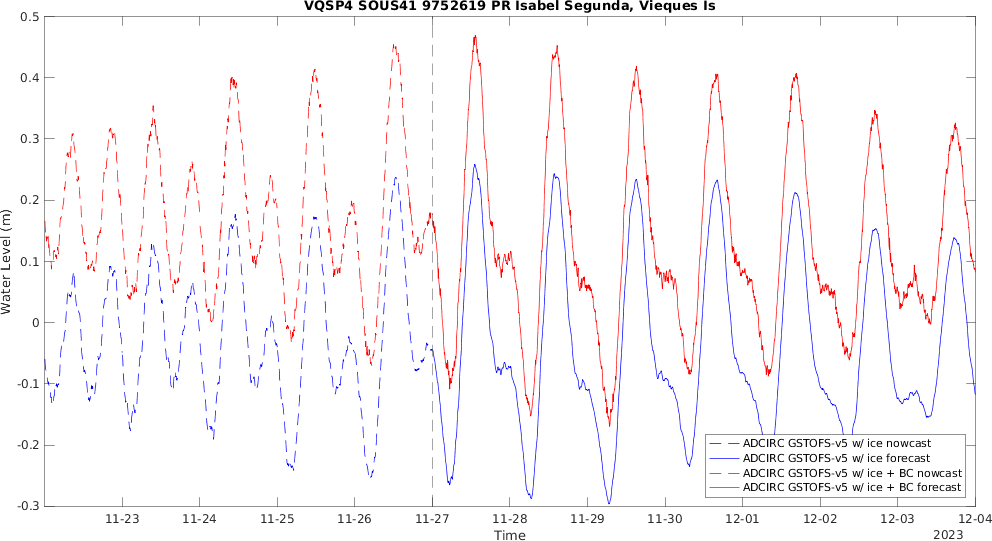 VQSP4 SOUS41 9752619 PR Isabel Segunda, Vieques Is
0.5
0.4
0.3
0.2
0.1
0
-0.1
-0.2
-0.3
Water Level (m)
ADCIRC GSTOFS-v5 w/ ice nowcast
ADCIRC GSTOFS-v5 w/ ice forecast
ADCIRC GSTOFS-v5 w/ ice + BC nowcast
ADCIRC GSTOFS-v5 w/ ice + BC forecast
11-23 11-24 11-25 11-26 11-27 11-28 11-29 11-30 12-01 12-02 12-03 12-04
Time
2023